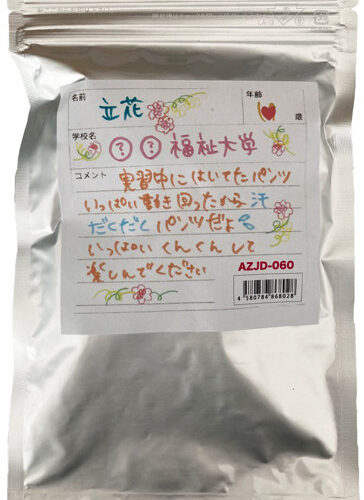 名前 立花 年齢 歳
学校名 ??福祉大学
コメント 実習中にはいてたパンツ
いっぱい動き回ったから汗
だくだくパンツだよ
いっぱいくんくんして
楽しんでください
AZJD-060
4 580784 868028